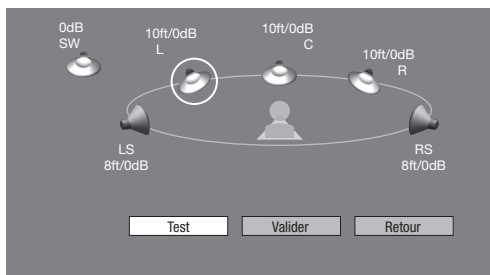 0dB
SW
10ft/0dB
L
10ft/0dB
C
10ft/0dB
R
LS
8ft/0dB
RS
8ft/0dB
Test
Valider
Retour